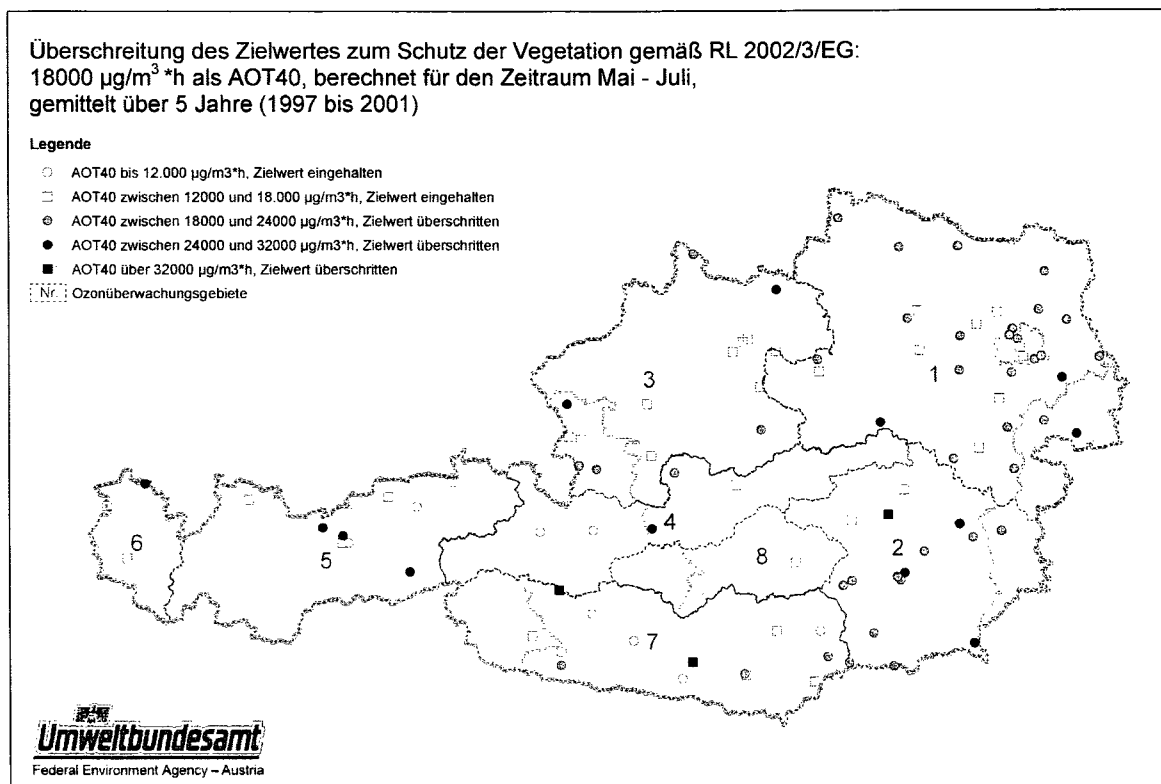 Überschreitung des Zielwertes zum Schutz der Vegetation gemäß RL 2002/3/EG:
18000 µg/m³ *h als AOT40, berechnet für den Zeitraum Mai - Juli,
gemittelt über 5 Jahre (1997 bis 2001)
Legende
AOT40 bis 12.000 µg/m3*h, Zielwert eingehalten
AOT40 zwischen 12000 und 18.000 µg/m3*h, Zielwert eingehalten
AOT40 zwischen 18000 und 24000 µg/m3*h, Zielwert überschritten
AOT40 zwischen 24000 und 32000 µg/m3*h, Zielwert überschritten
AOT40 über 32000 µg/m3*h, Zielwert überschritten
Nr. Ozonüberwachungsgebiete
3
1
4
6
5
8
2
7
Umweltbundesamt
Federal Environment Agency – Austria